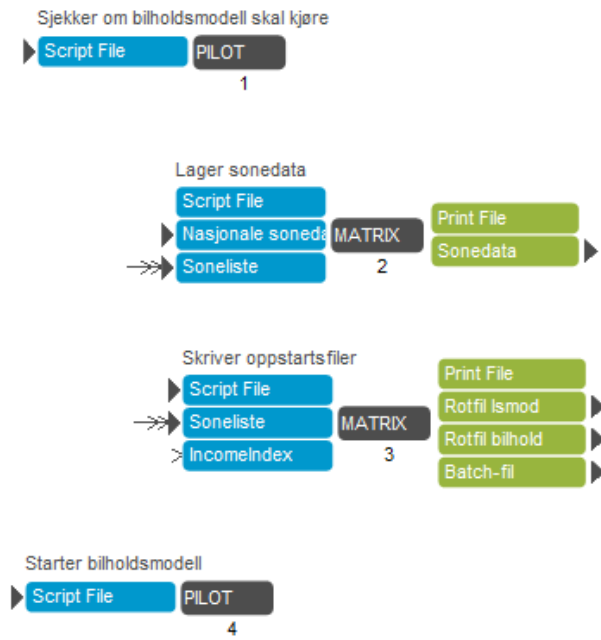 Sjekker om bilholdsmodell skal kjøre
Script File PILOT
1
Lager sonedata
Script File
Nasjonale soneda MATRIX Print File
Soneliste 2 Sonedata
Skriver oppstartsfiler
Script File Print File
Soneliste MATRIX Rotfil Ismod
IncomeIndex 3 Rotfil bilhold
Batch-fil
Starter bilholdsmodell
Script File PILOT
4